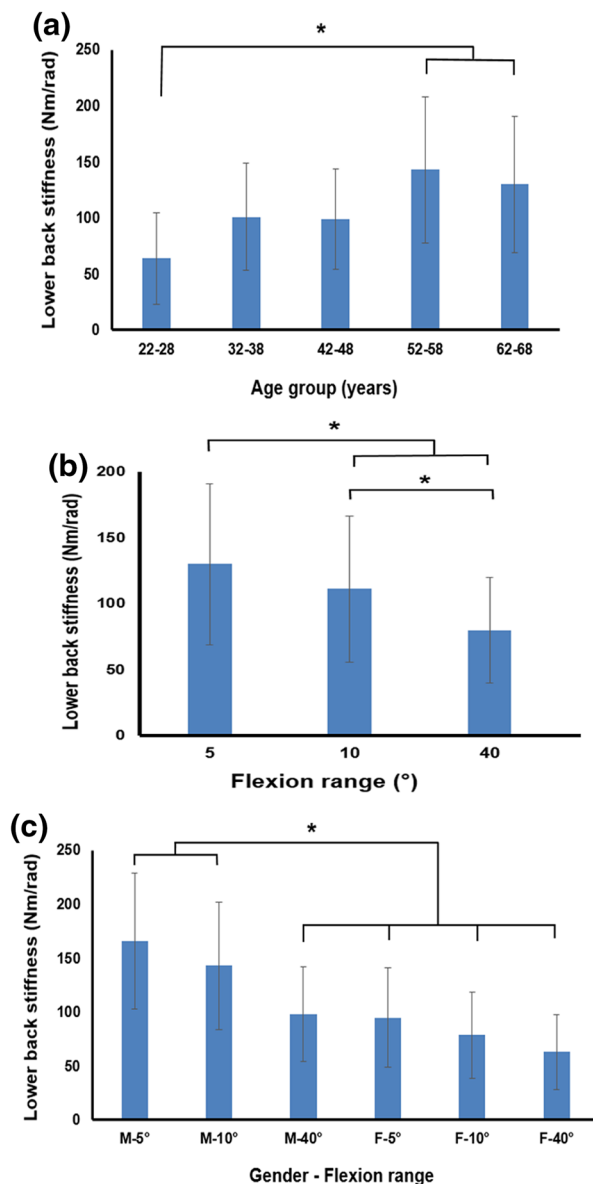 (a)
*
Lower back stiffness (Nm/rad)
250
200
150
100
50
0
22-28 32-38 42-48 52-58 62-68
Age group (years)
(b)
*
*
Lower back stiffness (Nm/rad)
200
150
100
50
0
5 10 40
Flexion range (°)
(c)
*
Lower back stiffness (Nm/rad)
250
200
150
100
50
0
M-5° M-10° M-40° F-5° F-10° F-40°
Gender - Flexion range